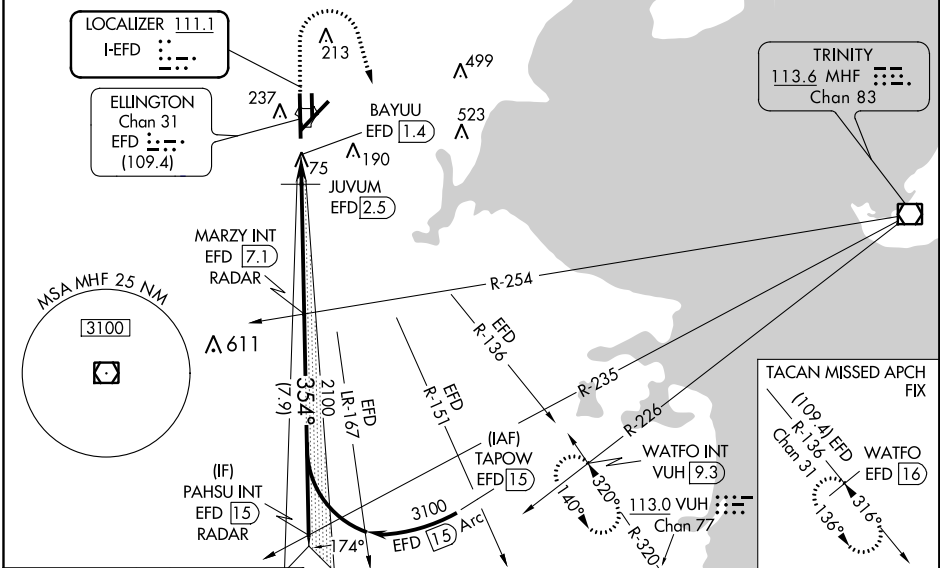 LOCALIZER 111.1
I-EFD
213
499
TRINITY
113.6 MHF
Chan 83
ELLINGTON
Chan 31
EFD
(109.4)
237
BAYUU
EFD 1.4
523
190
75
JUVUM
EFD 2.5
MARZY INT
EFD 7.1
RADAR
R-254
MSA MHF 25 NM
3100
611
EFD
R-136
EFD
R-151
EFD
LR-167
2100
354°
(7.9)
R-235
R-226
TACAN MISSED APCH
FIX
(109.4) EFD
R-136
Chan 31
WATFO
EFD 16
316°
136°
(IAF)
TAPOW
EFD 15
WATFO INT
VUH 9.3
320°
140°
113.0 VUH
Chan 77
R-320
(IF)
PAHSU INT
EFD 15
RADAR
3100
EFD 15 Arc
174°